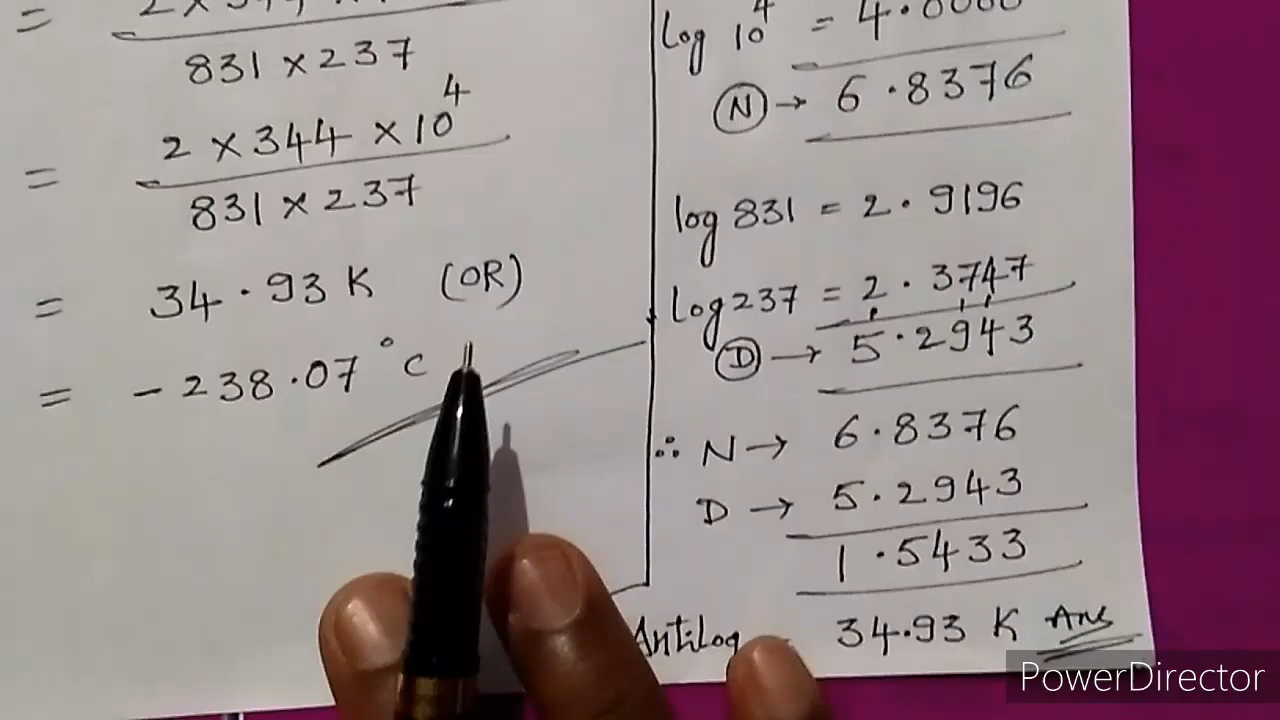 = 2 × 344 ×
831 × 237
= 2 × 344 × 10⁴
831 × 237
= 34.93 K (OR)
= - 238.07 °C
log 10⁴ = 4.0000
Ⓝ → 6.8376
log 831 = 2.9196
log 237 = 2.3747
Ⓓ → 5.2943
∴ N → 6.8376
D → 5.2943
1.5433
Antilog 34.93 K Ans
PowerDirector